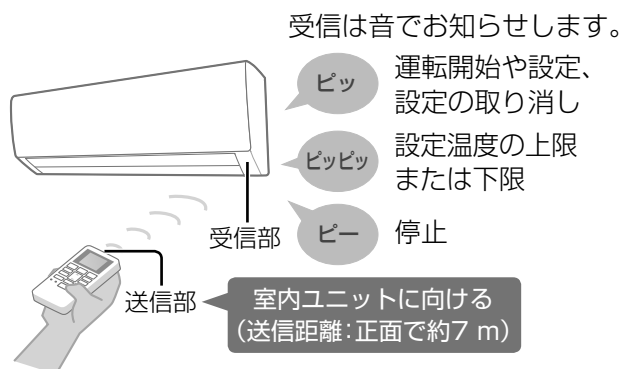 受信は音でお知らせします。
ピッ
運転開始や設定、
設定の取り消し
ピッピッ
設定温度の上限
または下限
受信部
ピー
停止
送信部
室内ユニットに向ける
(送信距離:正面で約7 m)